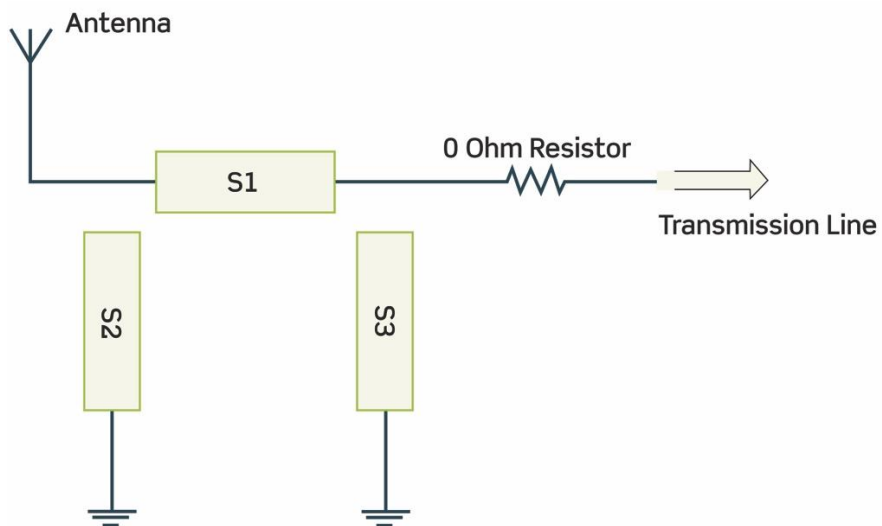 Antenna
0 Ohm Resistor
S1
Transmission Line
S2
S3